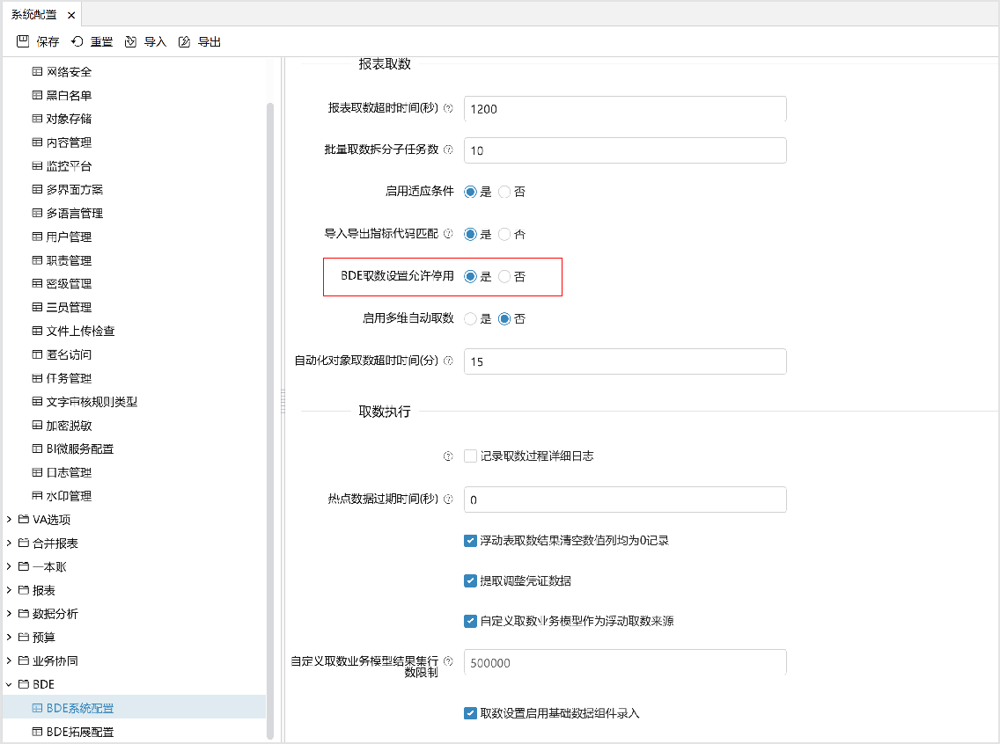 系统配置 ×
保存 重置 导入 导出
网络安全
黑白名单
对象存储
内容管理
监控平台
多界面方案
多语言管理
用户管理
职责管理
密级管理
三员管理
文件上传检查
匿名访问
任务管理
文字审核规则类型
加密脱敏
BI微服务配置
日志管理
水印管理
VA选项
合并报表
一本账
报表
数据分析
预算
业务协同
BDE
BDE系统配置
BDE拓展配置
报表取数
报表取数超时时间(秒) 1200
批量取数拆分子任务数 10
启用适应条件 是 否
导入导出指标代码匹配 是 否
BDE取数设置允许停用 是 否
启用多维自动取数 是 否
自动化对象取数超时时间(分) 15
取数执行
记录取数过程详细日志
热点数据过期时间(秒) 0
浮动表取数结果清空数值列均为0记录
提取调整凭证数据
自定义取数业务模型作为浮动取数来源
自定义取数业务模型结果集行
数限制
500000
取数设置启用基础数据组件录入